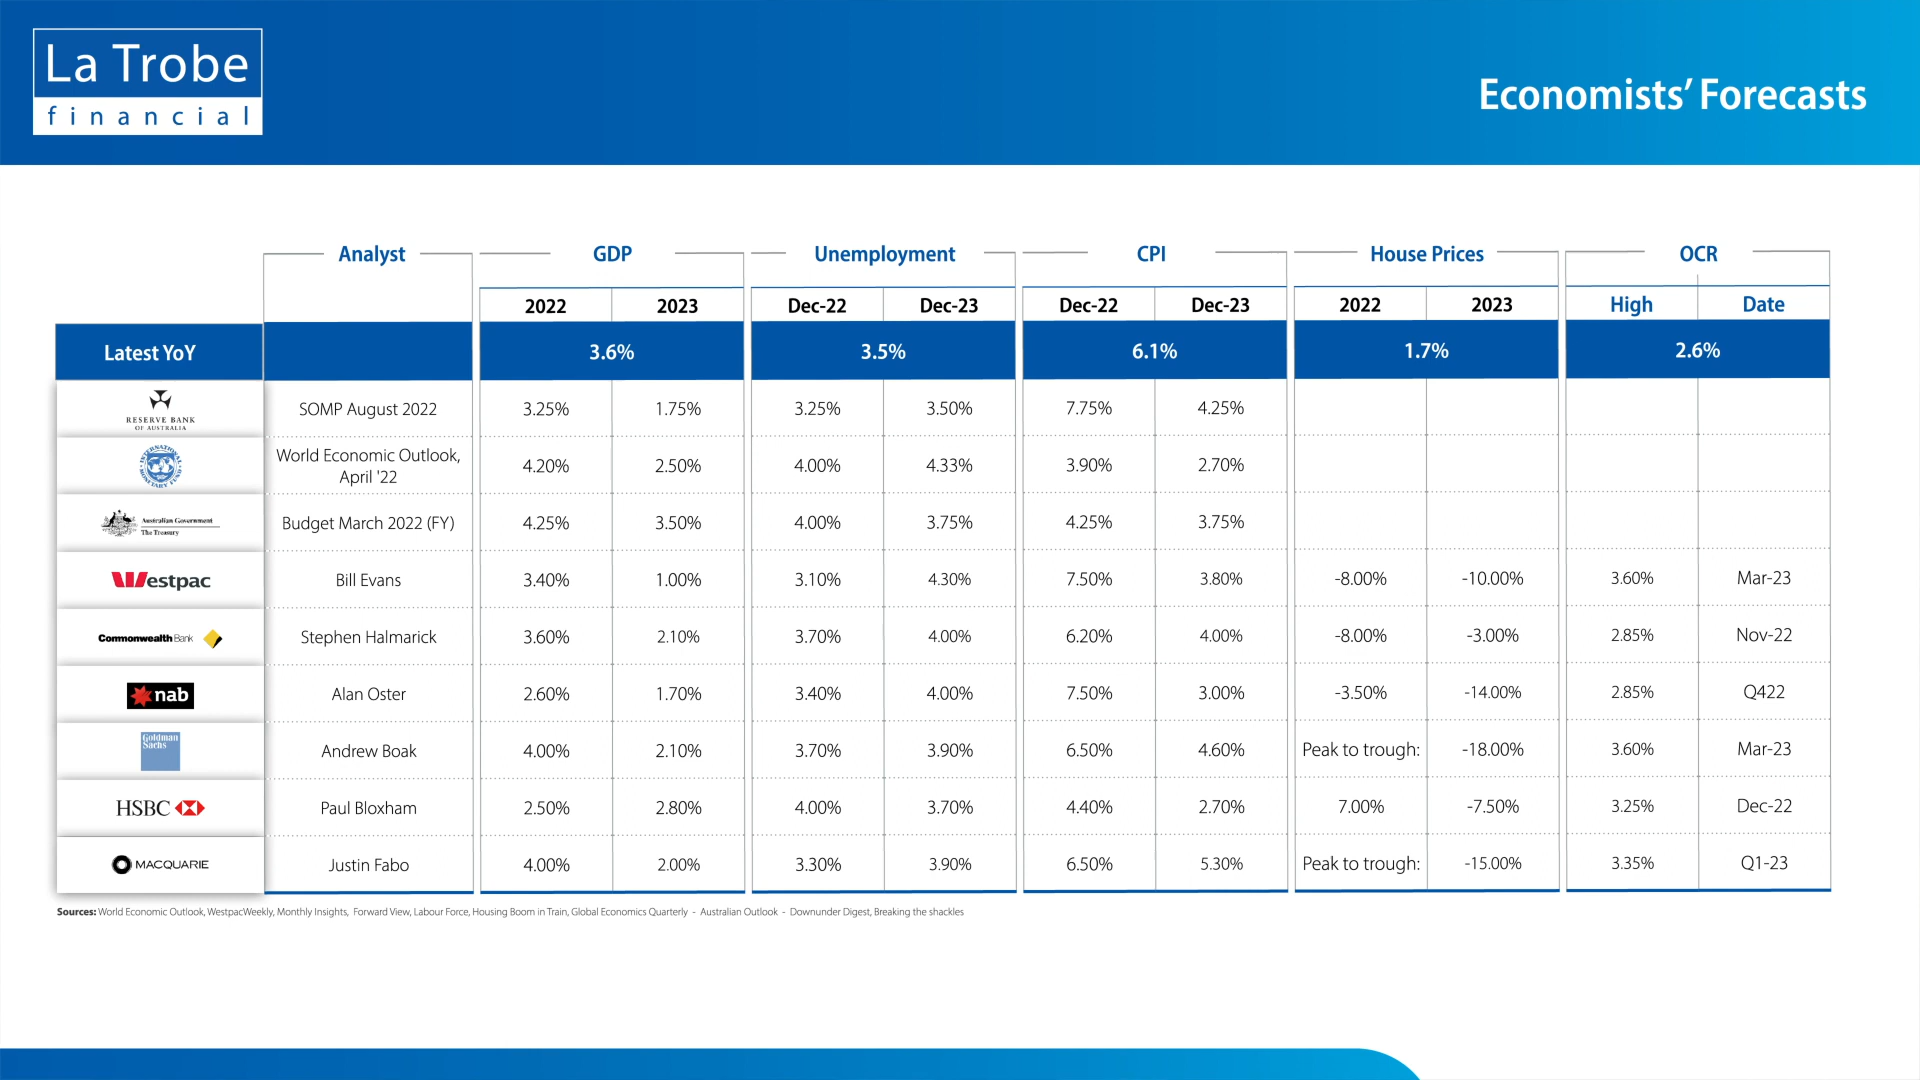 La Trobe
financial
Economists’ Forecasts
Analyst GDP Unemployment CPI House Prices OCR
2022 2023 Dec-22 Dec-23 Dec-22 Dec-23 2022 2023 High Date
Latest YoY 3.6% 3.5% 6.1% 1.7% 2.6%
RESERVE BANK
OF AUSTRALIA
SOMP August 2022 3.25% 1.75% 3.25% 3.50% 7.75% 4.25%
INTERNATIONAL
MONETARY FUND
World Economic Outlook,
April '22
4.20% 2.50% 4.00% 4.33% 3.90% 2.70%
Australian Government
The Treasury
Budget March 2022 (FY) 4.25% 3.50% 4.00% 3.75% 4.25% 3.75%
Westpac Bill Evans 3.40% 1.00% 3.10% 4.30% 7.50% 3.80% -8.00% -10.00% 3.60% Mar-23
CommonwealthBank Stephen Halmarick 3.60% 2.10% 3.70% 4.00% 6.20% 4.00% -8.00% -3.00% 2.85% Nov-22
nab Alan Oster 2.60% 1.70% 3.40% 4.00% 7.50% 3.00% -3.50% -14.00% 2.85% Q422
Goldman
Sachs
Andrew Boak 4.00% 2.10% 3.70% 3.90% 6.50% 4.60% Peak to trough: -18.00% 3.60% Mar-23
HSBC Paul Bloxham 2.50% 2.80% 4.00% 3.70% 4.40% 2.70% 7.00% -7.50% 3.25% Dec-22
MACQUARIE Justin Fabo 4.00% 2.00% 3.30% 3.90% 6.50% 5.30% Peak to trough: -15.00% 3.35% Q1-23
Sources: World Economic Outlook, WestpacWeekly, Monthly Insights, Forward View, Labour Force, Housing Boom in Train, Global Economics Quarterly - Australian Outlook - Downunder Digest, Breaking the shackles